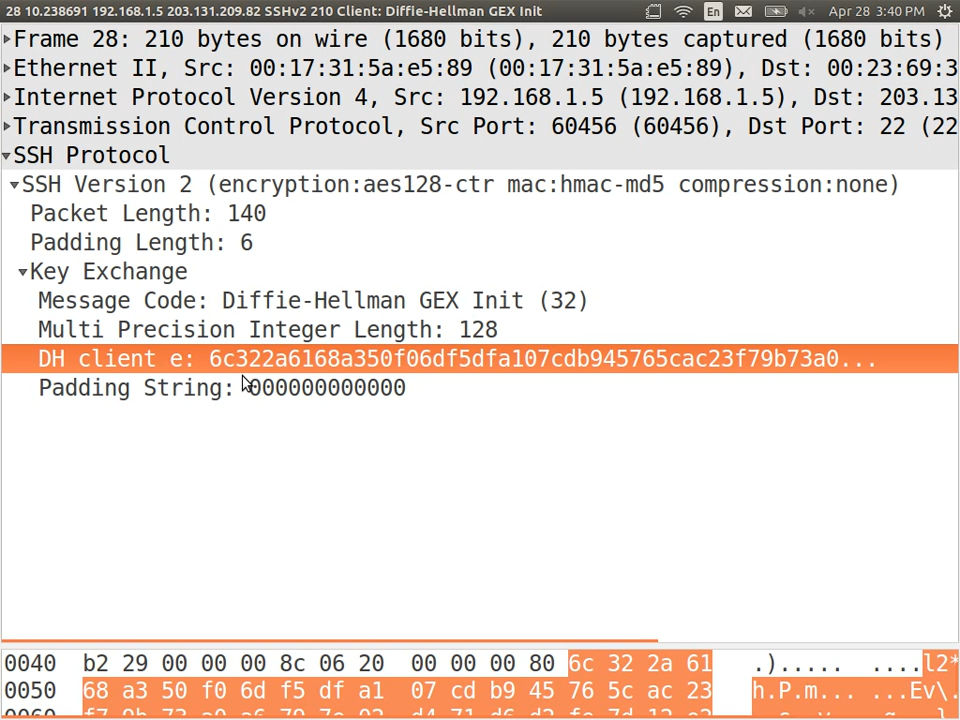 28 10.238691 192.168.1.5 203.131.209.82 SSHv2 210 Client: Diffie-Hellman GEX Init En Apr 28 3:40 PM
Frame 28: 210 bytes on wire (1680 bits), 210 bytes captured (1680 bits)
Ethernet II, Src: 00:17:31:5a:e5:89 (00:17:31:5a:e5:89), Dst: 00:23:69:3
Internet Protocol Version 4, Src: 192.168.1.5 (192.168.1.5), Dst: 203.13
Transmission Control Protocol, Src Port: 60456 (60456), Dst Port: 22 (22
SSH Protocol
SSH Version 2 (encryption:aes128-ctr mac:hmac-md5 compression:none)
Packet Length: 140
Padding Length: 6
Key Exchange
Message Code: Diffie-Hellman GEX Init (32)
Multi Precision Integer Length: 128
DH client e: 6c322a6168a350f06df5dfa107cdb945765cac23f79b73a0...
Padding String: 000000000000
0040 b2 29 00 00 00 8c 06 20 00 00 00 80 6c 32 2a 61 .)..... ....l2*
0050 68 a3 50 f0 6d f5 df a1 07 cd b9 45 76 5c ac 23 h.P.m... ...Ev\.